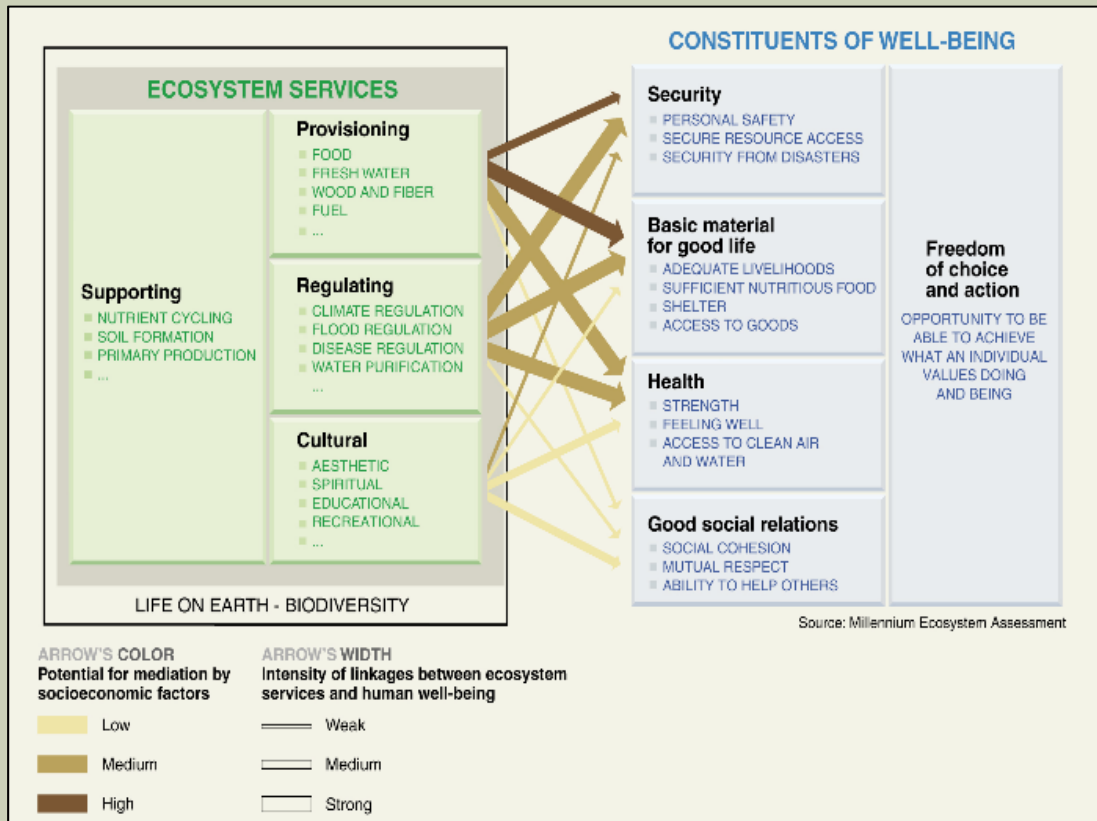 CONSTITUENTS OF WELL-BEING
ECOSYSTEM SERVICES
Supporting
NUTRIENT CYCLING
SOIL FORMATION
PRIMARY PRODUCTION
...
Provisioning
FOOD
FRESH WATER
WOOD AND FIBER
FUEL
...
Regulating
CLIMATE REGULATION
FLOOD REGULATION
DISEASE REGULATION
WATER PURIFICATION
...
Cultural
AESTHETIC
SPIRITUAL
EDUCATIONAL
RECREATIONAL
...
LIFE ON EARTH - BIODIVERSITY
Security
PERSONAL SAFETY
SECURE RESOURCE ACCESS
SECURITY FROM DISASTERS
Basic material
for good life
ADEQUATE LIVELIHOODS
SUFFICIENT NUTRITIOUS FOOD
SHELTER
ACCESS TO GOODS
Health
STRENGTH
FEELING WELL
ACCESS TO CLEAN AIR
AND WATER
Good social relations
SOCIAL COHESION
MUTUAL RESPECT
ABILITY TO HELP OTHERS
Freedom
of choice
and action
OPPORTUNITY TO BE
ABLE TO ACHIEVE
WHAT AN INDIVIDUAL
VALUES DOING
AND BEING
Source: Millennium Ecosystem Assessment
ARROW'S COLOR
Potential for mediation by
socioeconomic factors
Low
Medium
High
ARROW'S WIDTH
Intensity of linkages between ecosystem
services and human well-being
Weak
Medium
Strong